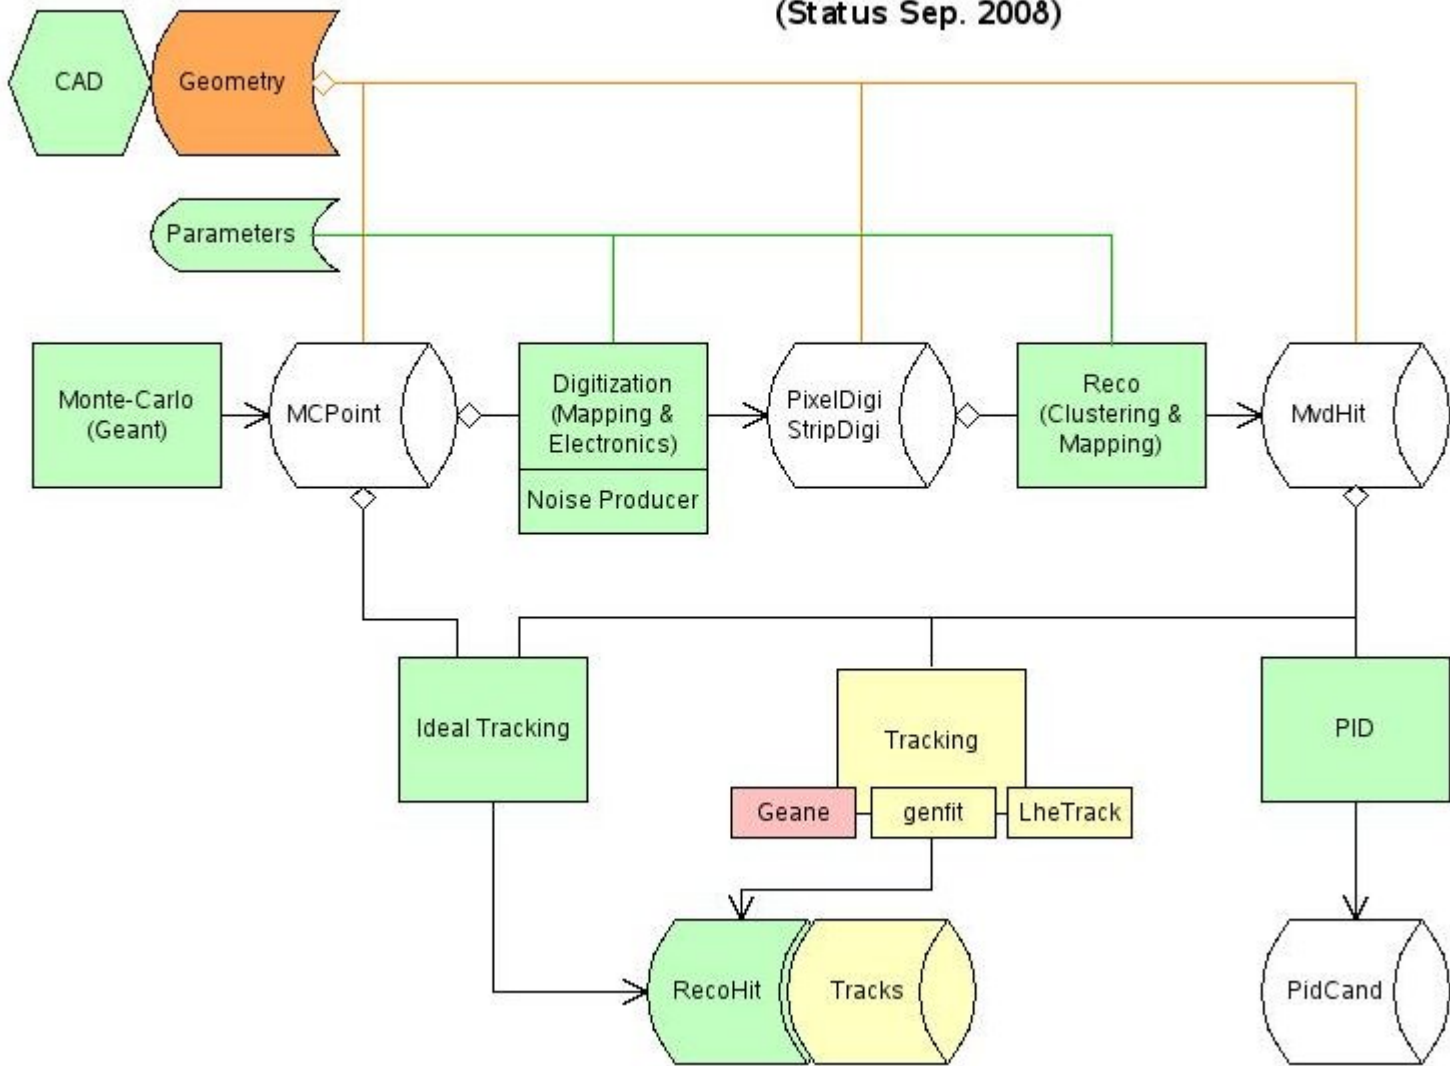 (Status Sep. 2008)
CAD
Geometry
Parameters
Monte-Carlo
(Geant)
MCPoint
Digitization
(Mapping &
Electronics)
Noise Producer
PixelDigi
StripDigi
Reco
(Clustering &
Mapping)
MvdHit
Ideal Tracking
Tracking
Geane
genfit
LheTrack
PID
RecoHit
Tracks
PidCand